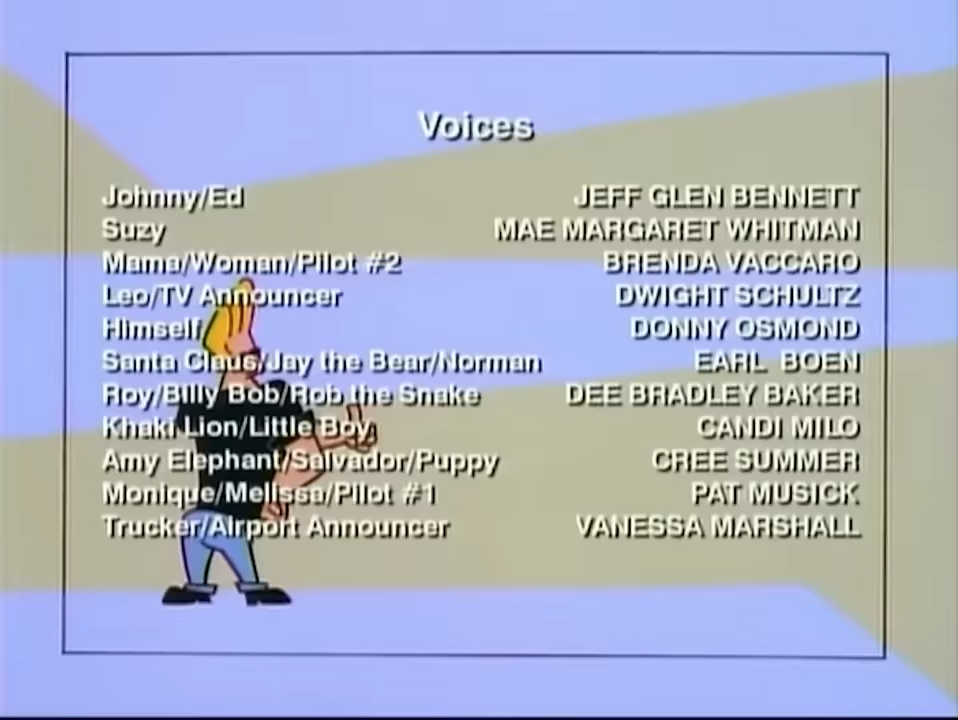 Voices
Johnny/Ed JEFF GLEN BENNETT
Suzy MAE MARGARET WHITMAN
Mama/Woman/Pilot #2 BRENDA VACCARO
Leo/TV Announcer DWIGHT SCHULTZ
Himself DONNY OSMOND
Santa Claus/Jay the Bear/Norman EARL BOEN
Roy/Billy Bob/Rob the Snake DEE BRADLEY BAKER
Khaki Lion/Little Boy CANDI MILO
Amy Elephant/Salvador/Puppy CREE SUMMER
Monique/Melissa/Pilot #1 PAT MUSICK
Trucker/Airport Announcer VANESSA MARSHALL